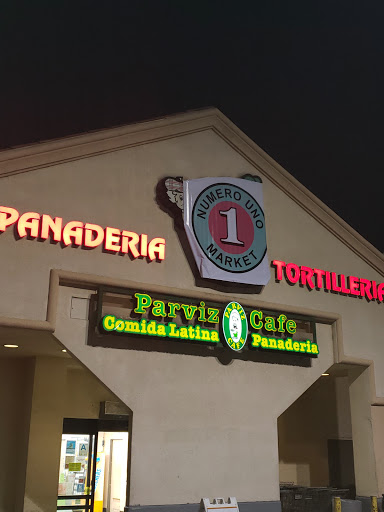 PANADERIA
NUMERO UNO
1
MARKET
TORTILLERIA
Parviz Cafe
Comida Latina Panaderia
A